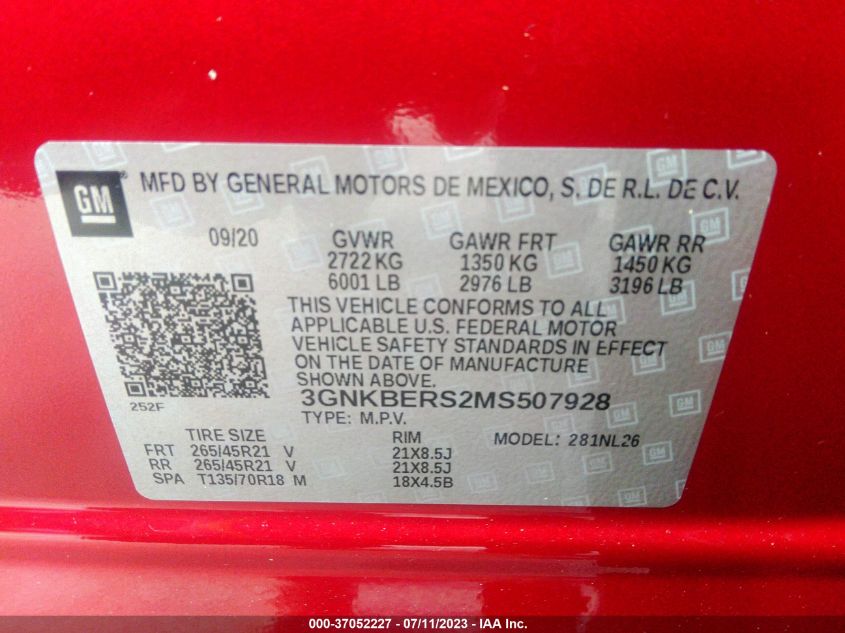 GM
MFD BY GENERAL MOTORS DE MEXICO, S. DE R.L. DE C.V.
09/20 GVWR GAWR FRT GAWR RR
2722 KG 1350 KG 1450 KG
6001 LB 2976 LB 3196 LB
THIS VEHICLE CONFORMS TO ALL
APPLICABLE U.S. FEDERAL MOTOR
VEHICLE SAFETY STANDARDS IN EFFECT
ON THE DATE OF MANUFACTURE
SHOWN ABOVE.
252F 3GNKBERS2MS507928
TYPE: M.P.V.
TIRE SIZE RIM MODEL: 281NL26
FRT 265/45R21 V 21X8.5J
RR 265/45R21 V 21X8.5J
SPA T135/70R18 M 18X4.5B
000-37052227 - 07/11/2023 - IAA Inc.